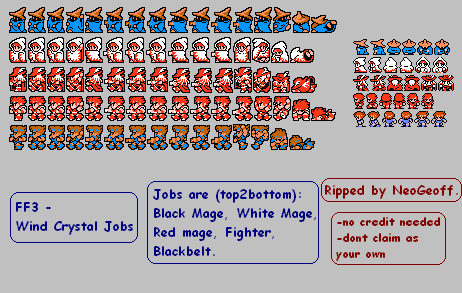 FF3 -
Wind Crystal Jobs
Jobs are (top2bottom):
Black Mage, White Mage,
Red mage, Fighter,
Blackbelt.
Ripped by NeoGeoff.
-no credit needed
-dont claim as
your own